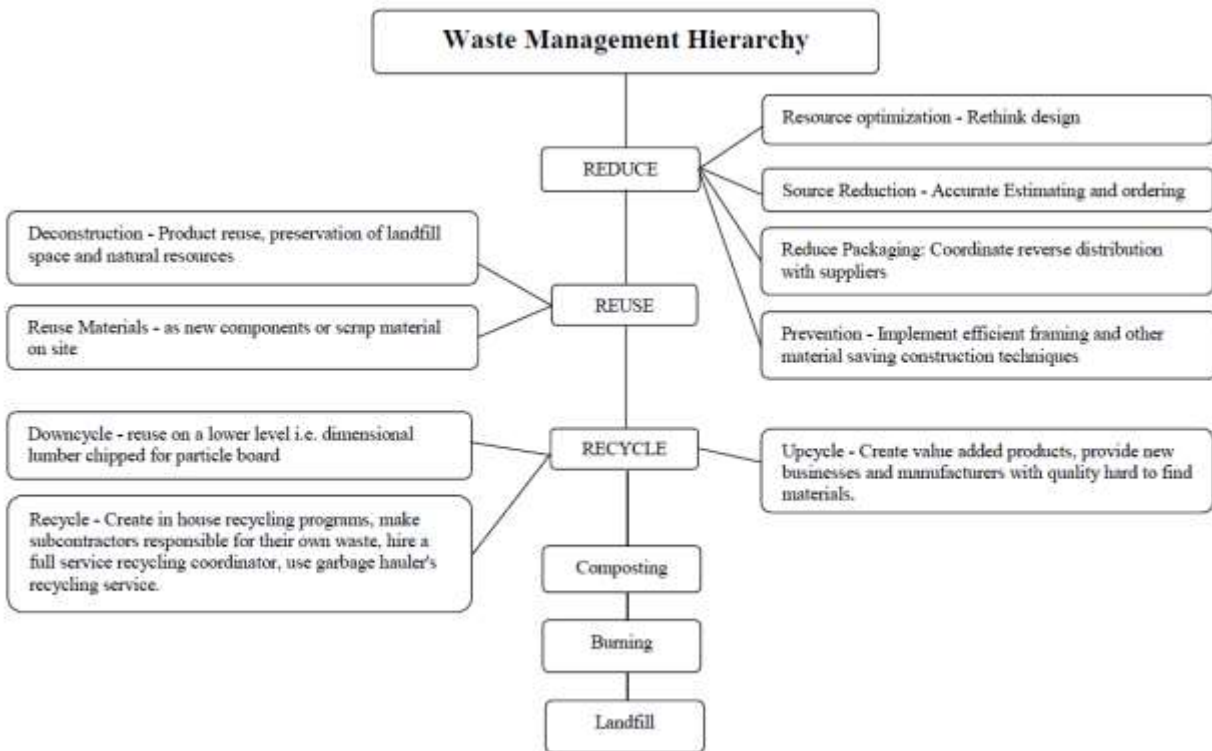 Waste Management Hierarchy
REDUCE
Resource optimization - Rethink design
Source Reduction - Accurate Estimating and ordering
Reduce Packaging: Coordinate reverse distribution
with suppliers
Prevention - Implement efficient framing and other
material saving construction techniques
Deconstruction - Product reuse, preservation of landfill
space and natural resources
REUSE
Reuse Materials - as new components or scrap material
on site
Downcycle - reuse on a lower level i.e. dimensional
lumber chipped for particle board
RECYCLE
Upcycle - Create value added products, provide new
businesses and manufacturers with quality hard to find
materials.
Recycle - Create in house recycling programs, make
subcontractors responsible for their own waste, hire a
full service recycling coordinator, use garbage hauler's
recycling service.
Composting
Burning
Landfill